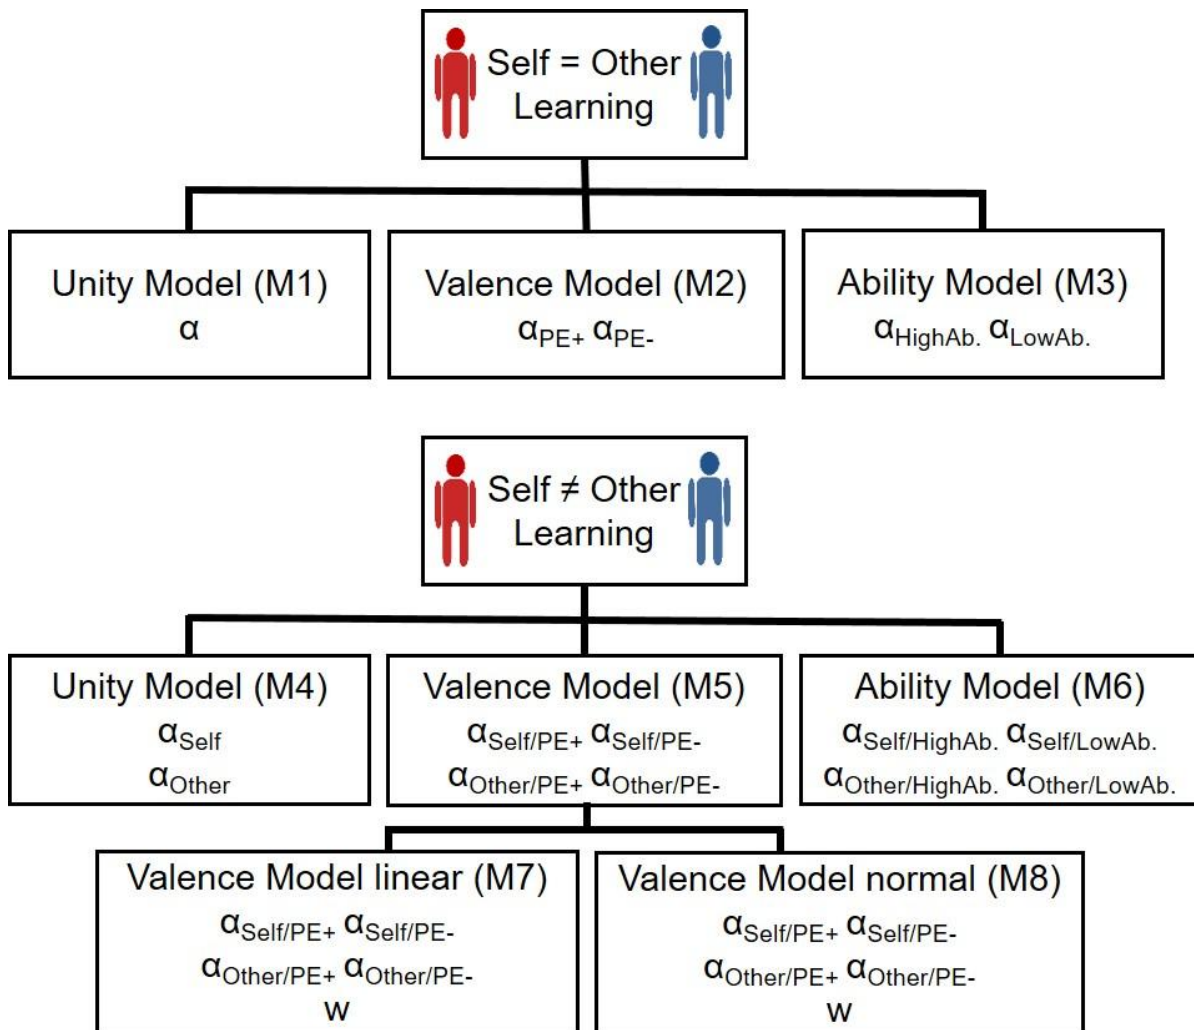 Self = Other
Learning
Unity Model (M1)
α
Valence Model (M2)
αPE+ αPE-
Ability Model (M3)
αHighAb. αLowAb.
Self ≠ Other
Learning
Unity Model (M4)
αSelf
αOther
Valence Model (M5)
αSelf/PE+ αSelf/PE-
αOther/PE+ αOther/PE-
Ability Model (M6)
αSelf/HighAb. αSelf/LowAb.
αOther/HighAb. αOther/LowAb.
Valence Model linear (M7)
αSelf/PE+ αSelf/PE-
αOther/PE+ αOther/PE-
w
Valence Model normal (M8)
αSelf/PE+ αSelf/PE-
αOther/PE+ αOther/PE-
w